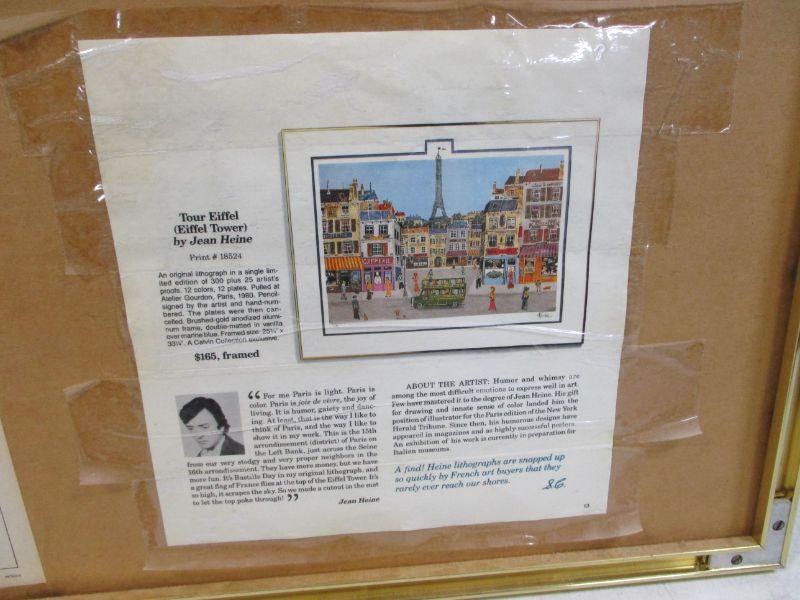 Tour Eiffel
(Eiffel Tower)
by Jean Heine
Print # 18524
An original lithograph in a single lim-
ited edition of 300 plus 25 artist's
proofs. 12 colors, 12 plates. Pulled at
Atelier Gourdon, Paris, 1980. Pencil-
signed by the artist and hand-num-
bered. The plates were then can-
celled. Brushed-gold anodized alumi-
num frame, double-matted in vanilla
over marine blue. Framed size: 25¼" x
33¼". A Calvin Collection exclusive.
$165, framed
“For me Paris is light. Paris is
color. Paris is joie de vivre, the joy of
living. It is humor, gaiety and danc-
ing. At least, that is the way I like to
think of Paris, and the way I like to
show it in my work. This is the 15th
arrondissement (district) of Paris on
the Left Bank, just across the Seine
from our very stodgy and very proper neighbors in the
16th arrondissement. They have more money, but we have
more fun. It's Bastille Day in my original lithograph, and
a great flag of France flies at the top of the Eiffel Tower. It's
so high, it scrapes the sky. So we made a cutout in the mat
to let the top poke through!”
Jean Heine
ABOUT THE ARTIST: Humor and whimsy are
among the most difficult emotions to express well in art.
Few have mastered it to the degree of Jean Heine. His gift
for drawing and innate sense of color landed him the
position of illustrator for the Paris edition of the New York
Herald Tribune. Since then, his humorous designs have
appeared in magazines and as highly successful posters.
An exhibition of his work is currently in preparation for
Italian museums.
A find! Heine lithographs are snapped up
so quickly by French art buyers that they
rarely ever reach our shores.
86.
13